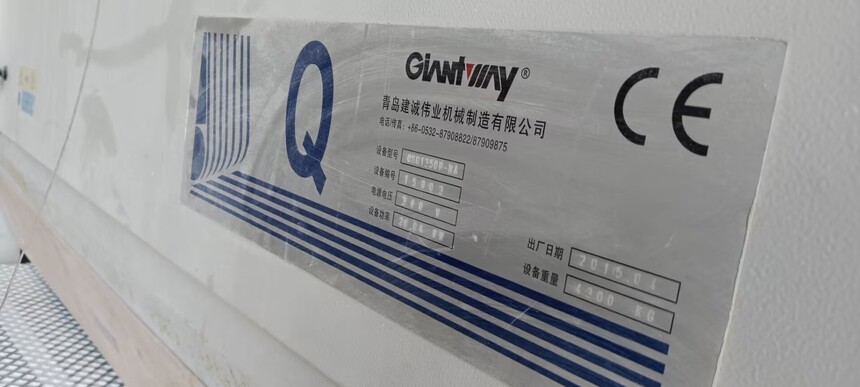 Q
GIANTWAY®
CE
青岛建诚伟业机械制造有限公司
电话/传真：+86-0532-87908822/87909875
设备型号
设备编号 15003
电源电压 380 V
设备功率
出厂日期 2015.04
设备重量 4300 KG